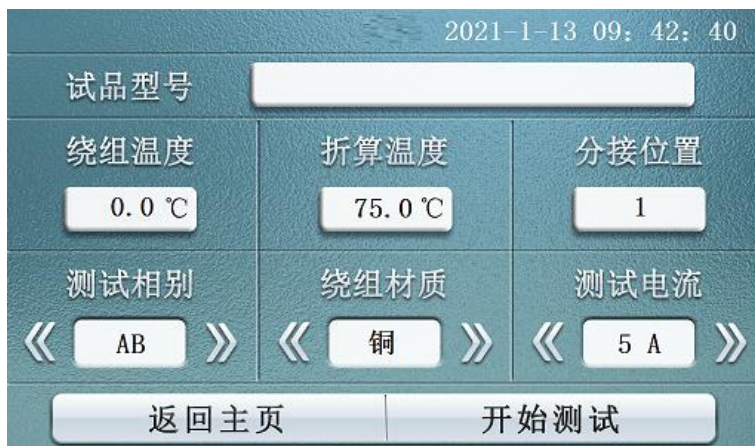 2021-1-13 09: 42: 40
试品型号
绕组温度 折算温度 分接位置
0.0 ℃ 75.0 ℃ 1
测试相别 绕组材质 测试电流
《 AB 》 《 铜 》 《 5 A 》
返回主页 开始测试